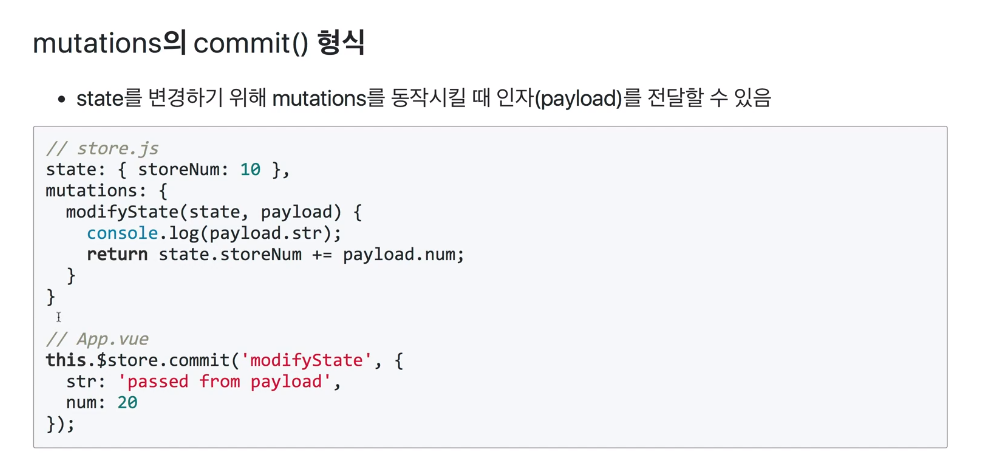 mutations의 commit() 형식
• state를 변경하기 위해 mutations를 동작시킬 때 인자(payload)를 전달할 수 있음
// store.js
state: { storeNum: 10 },
mutations: {
  modifyState(state, payload) {
    console.log(payload.str);
    return state.storeNum += payload.num;
  }
}
// App.vue
this.$store.commit('modifyState', {
  str: 'passed from payload',
  num: 20
});